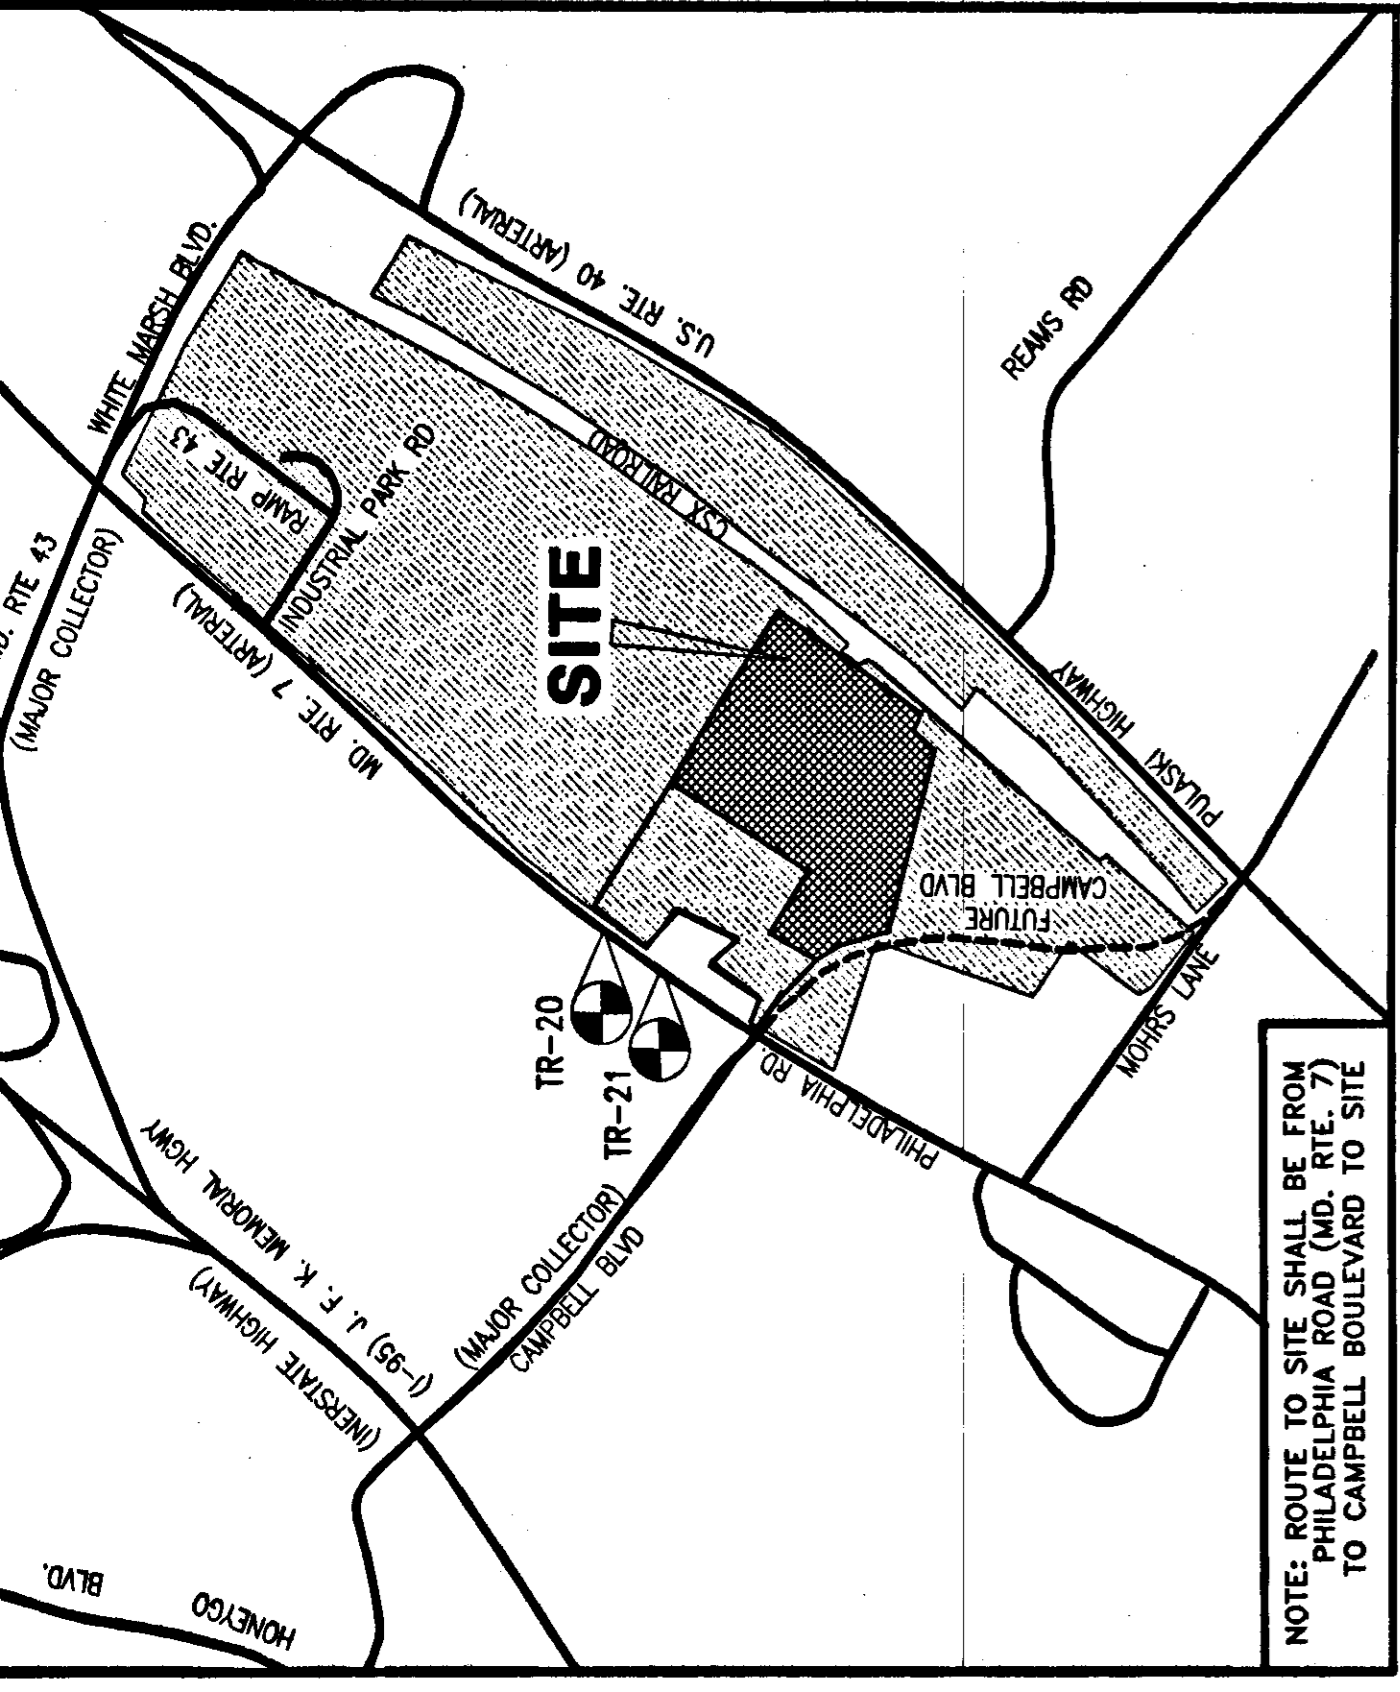 HONEYGO
BLVD.
(INERSTATE HIGHWAY)
(I-95) J. F. K. MEMORIAL HGWY
(MAJOR COLLECTOR)
CAMPBELL BLVD
RTE 43
(MAJOR COLLECTOR)
WHITE MARSH BLVD.
RAMP RTE 43
INDUSTRIAL PARK RD
MD. RTE. 7 (ARTERIAL)
TR-20
TR-21
SITE
CSX RAILROAD
U.S. RTE. 40 (ARTERIAL)
REAMS RD
PULASKI HIGHWAY
FUTURE
CAMPBELL BLVD
PHILADELPHIA RD.
MOHRS LANE
NOTE: ROUTE TO SITE SHALL BE FROM
PHILADELPHIA ROAD (MD. RTE. 7)
TO CAMPBELL BOULEVARD TO SITE